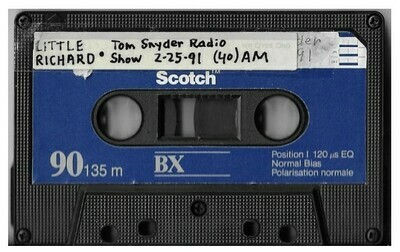 LITTLE Tom Snyder Radio
RICHARD • Show 2-25-91 (40) AM
Scotch™
90 135 m BX
Position I 120 µs EQ
Normal Bias
Polarisation normale